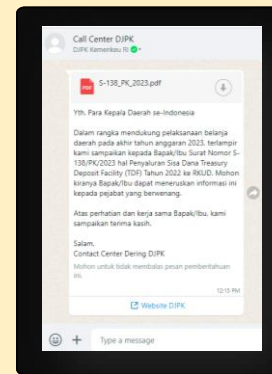 Call Center DJPK
DJPK Kemenkeu RI
PDF
S-138_PK_2023.pdf
Yth. Para Kepala Daerah se-Indonesia
Dalam rangka mendukung pelaksanaan belanja
daerah pada akhir tahun anggaran 2023, terlampir
kami sampaikan kepada Bapak/Ibu Surat Nomor S-
138/PK/2023 hal Penyaluran Sisa Dana Treasury
Deposit Facility (TDF) Tahun 2022 ke RKUD. Mohon
kiranya Bapak/Ibu dapat meneruskan informasi ini
kepada pejabat yang berwenang.
Atas perhatian dan kerja sama Bapak/Ibu, kami
sampaikan terima kasih.
Salam,
Contact Center Dering DJPK
Mohon untuk tidak membalas pesan pemberitahuan
ini.
12:15 PM
Website DJPK
Type a message